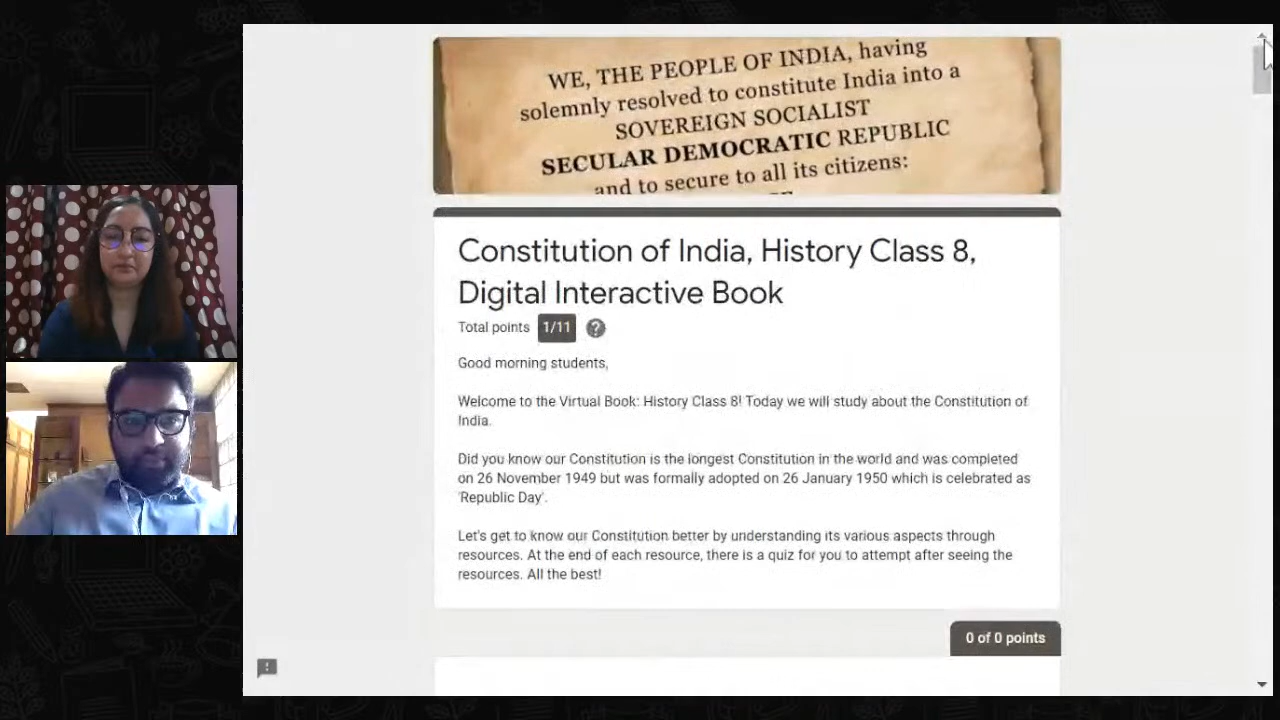 WE, THE PEOPLE OF INDIA, having
solemnly resolved to constitute India into a
SOVEREIGN SOCIALIST
SECULAR DEMOCRATIC REPUBLIC
and to secure to all its citizens:
Constitution of India, History Class 8,
Digital Interactive Book
Total points 1/11 ?
Good morning students,
Welcome to the Virtual Book: History Class 8! Today we will study about the Constitution of
India.
Did you know our Constitution is the longest Constitution in the world and was completed
on 26 November 1949 but was formally adopted on 26 January 1950 which is celebrated as
'Republic Day'.
Let's get to know our Constitution better by understanding its various aspects through
resources. At the end of each resource, there is a quiz for you to attempt after seeing the
resources. All the best!
0 of 0 points